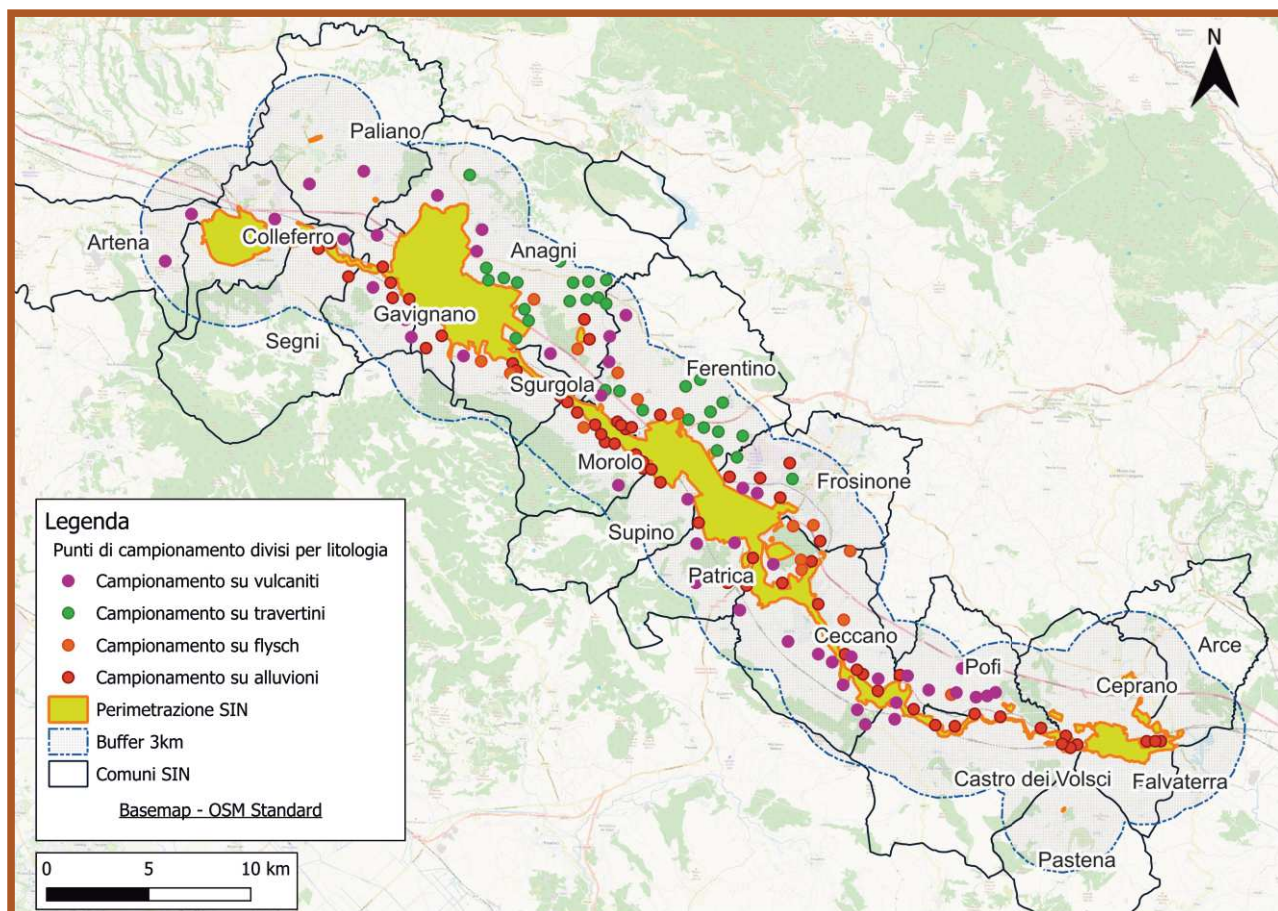 N
Paliano
Artena
Colleferro
Anagni
Gavignano
Segni
Sgurgola
Ferentino
Morolo
Frosinone
Supino
Patrica
Ceccano
Pofi
Arce
Ceprano
Castro dei Volsci
Falvaterra
Pastena
Legenda
Punti di campionamento divisi per litologia
Campionamento su vulcaniti
Campionamento su travertini
Campionamento su flysch
Campionamento su alluvioni
Perimetrazione SIN
Buffer 3km
Comuni SIN
Basemap - OSM Standard
0 5 10 km